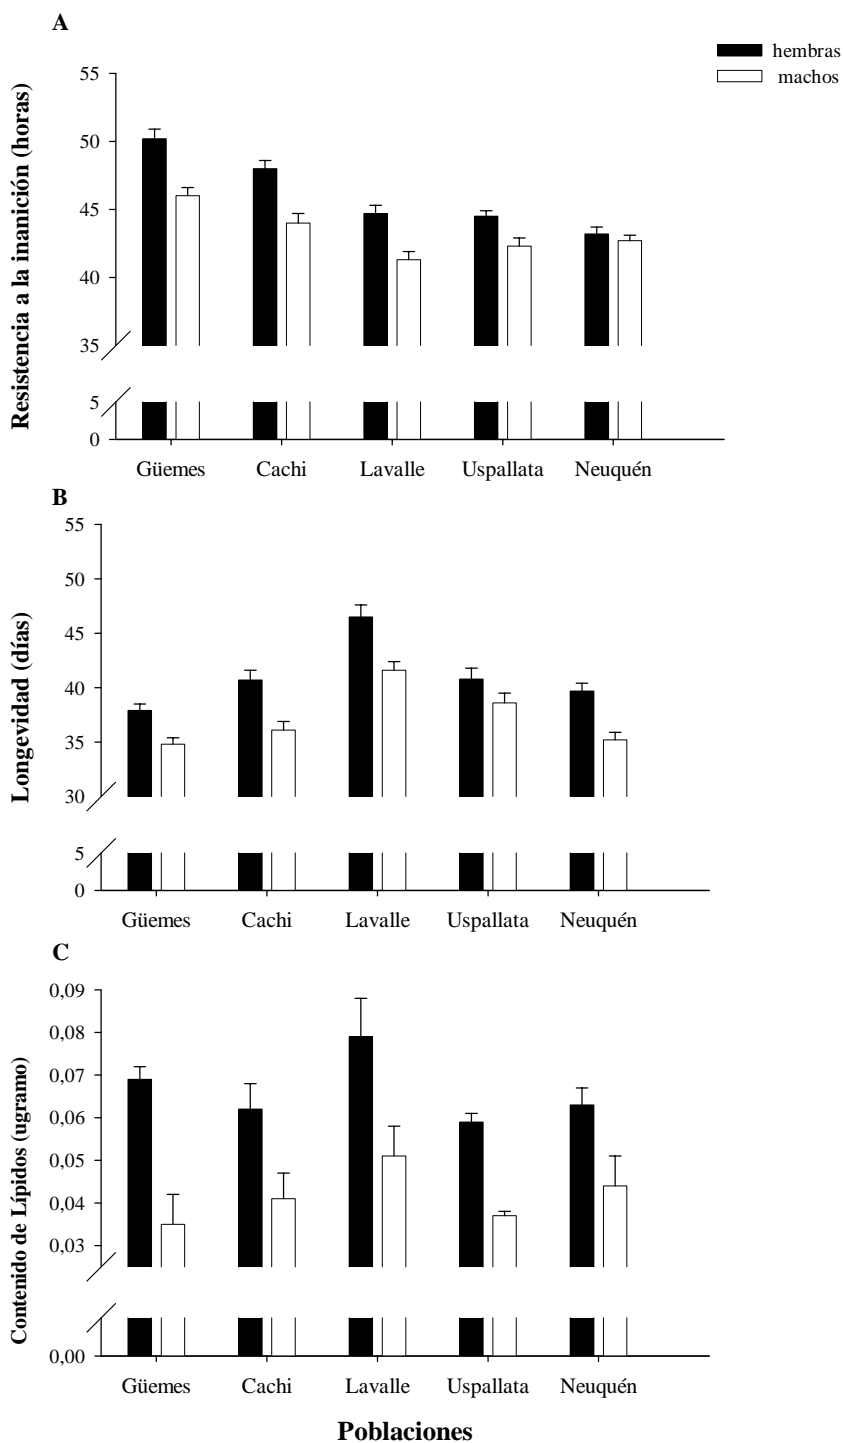 A
hembras
machos
Resistencia a la inanición (horas)
55
50
45
40
35
5
0
Güemes Cachi Lavalle Uspallata Neuquén
B
Longevidad (días)
55
50
45
40
35
30
5
0
Güemes Cachi Lavalle Uspallata Neuquén
C
Contenido de Lípidos (ugramo)
0,09
0,08
0,07
0,06
0,05
0,04
0,03
0,00
Güemes Cachi Lavalle Uspallata Neuquén
Poblaciones